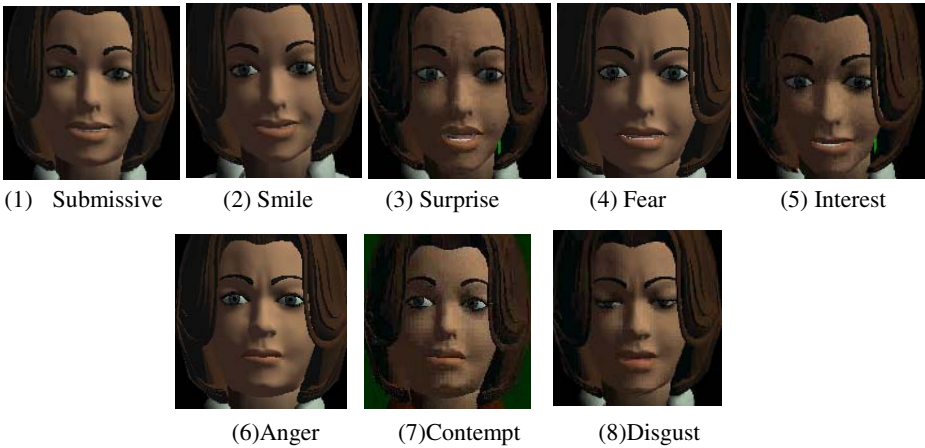 (1) Submissive (2) Smile (3) Surprise (4) Fear (5) Interest
(6)Anger (7)Contempt (8)Disgust